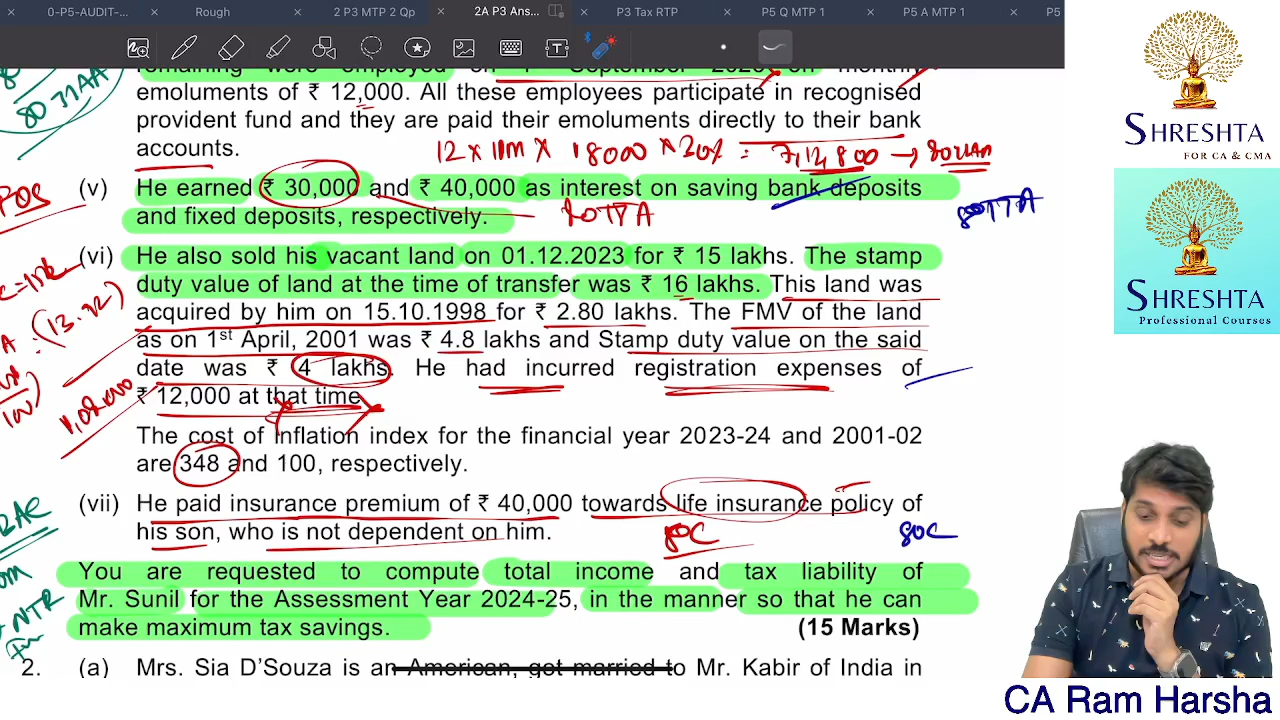 0-P5-AUDIT- Rough 2 P3 MTP 2 Qp 2A P3 Ans... P3 Tax RTP P5 Q MTP 1 P5 A MTP 1 P5
emoluments of ₹ 12,000. All these employees participate in recognised
provident fund and they are paid their emoluments directly to their bank
accounts.
12 x 11m x 18000 x 30% = 7,12,800 →
(v) He earned ₹ 30,000 and ₹ 40,000 as interest on saving bank deposits
and fixed deposits, respectively.
80TTA
80TTA
(vi) He also sold his vacant land on 01.12.2023 for ₹ 15 lakhs. The stamp
duty value of land at the time of transfer was ₹ 16 lakhs. This land was
acquired by him on 15.10.1998 for ₹ 2.80 lakhs. The FMV of the land
as on 1st April, 2001 was ₹ 4.8 lakhs and Stamp duty value on the said
date was ₹ 4 lakhs. He had incurred registration expenses of
₹ 12,000 at that time
1,08,000
The cost of inflation index for the financial year 2023-24 and 2001-02
are 348 and 100, respectively.
(vii) He paid insurance premium of ₹ 40,000 towards life insurance policy of
his son, who is not dependent on him.
80C
80C
You are requested to compute total income and tax liability of
Mr. Sunil for the Assessment Year 2024-25, in the manner so that he can
make maximum tax savings. (15 Marks)
2. (a) Mrs. Sia D'Souza is an American, got married to Mr. Kabir of India in
SHRESHTA
FOR CA & CMA
SHRESHTA
Professional Courses
CA Ram Harsha